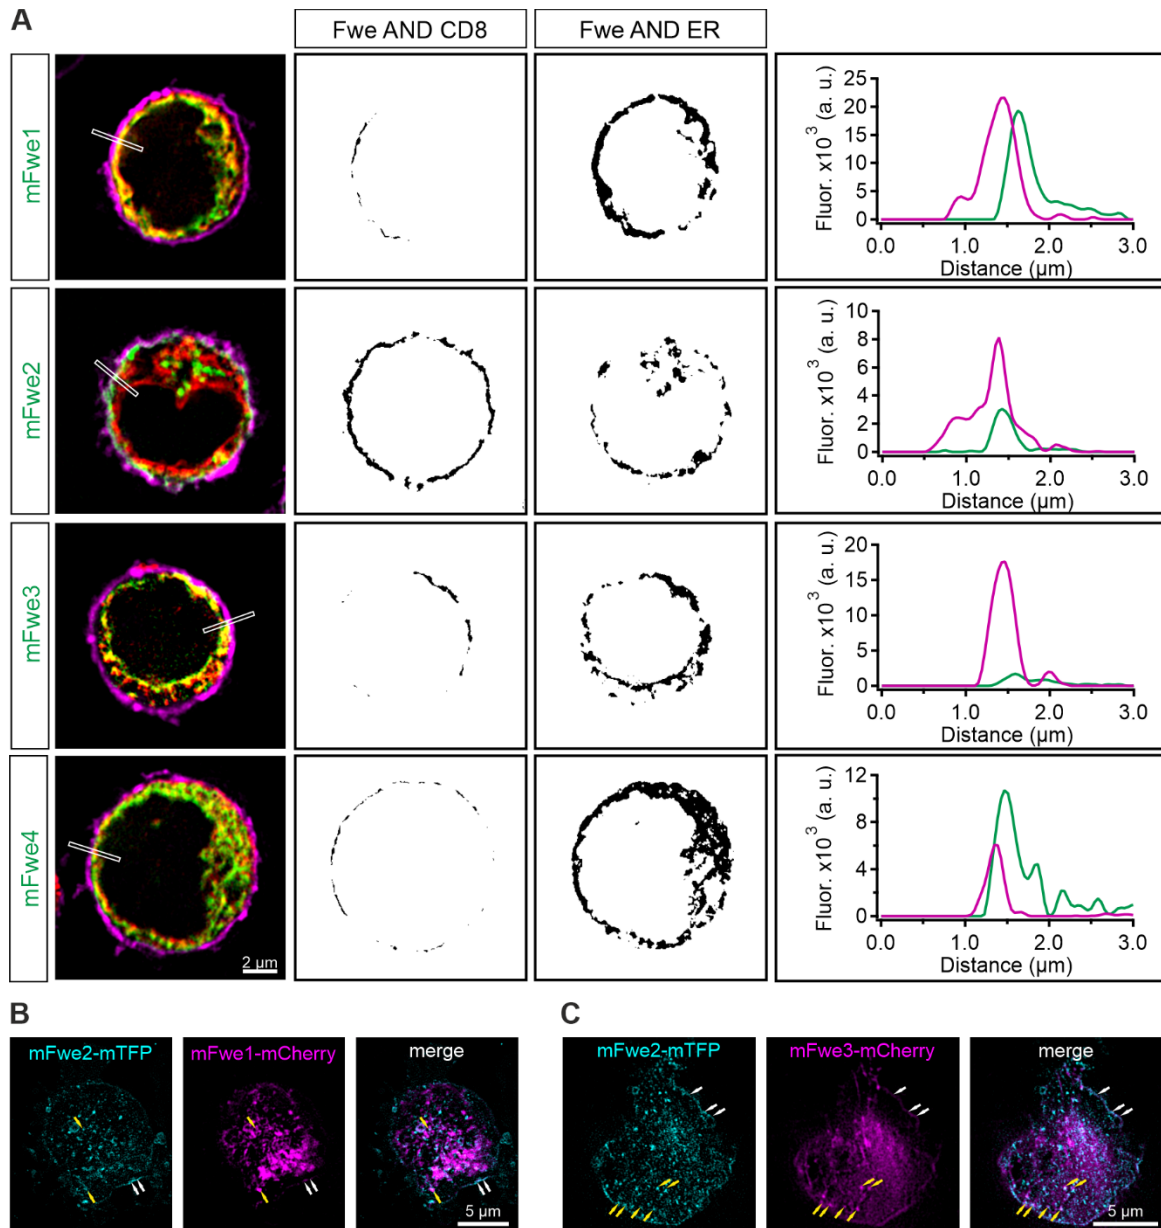 A
Fwe AND CD8
Fwe AND ER
mFwe1
25
20
15
10
5
0
Fluor. x10³ (a. u.)
0.0 1.0 2.0 3.0
Distance (µm)
mFwe2
10
8
6
4
2
0
Fluor. x10³ (a. u.)
0.0 1.0 2.0 3.0
Distance (µm)
mFwe3
20
15
10
5
0
Fluor. x10³ (a. u.)
0.0 1.0 2.0 3.0
Distance (µm)
mFwe4
2 µm
12
8
4
0
Fluor. x10³ (a. u.)
0.0 1.0 2.0 3.0
Distance (µm)
B
mFwe2-mTFP
mFwe1-mCherry
merge
5 µm
C
mFwe2-mTFP
mFwe3-mCherry
merge
5 µm